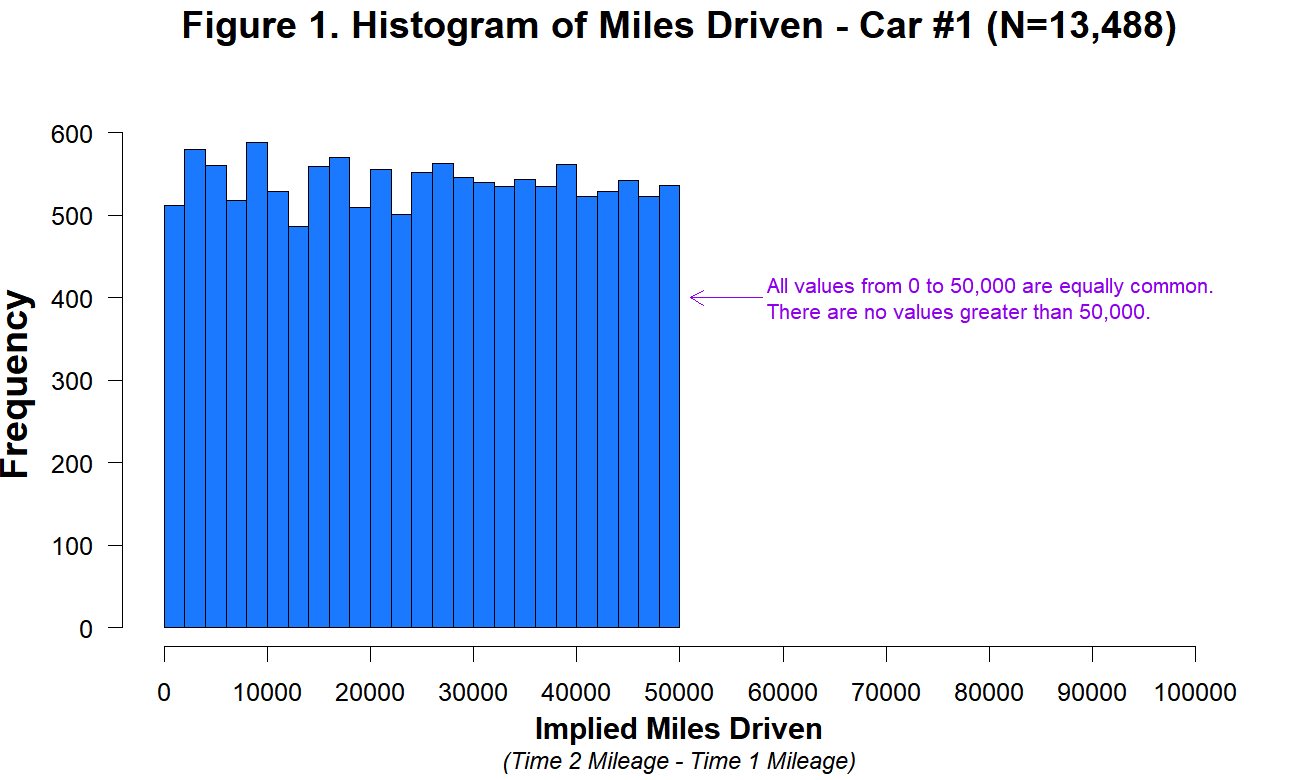 Figure 1. Histogram of Miles Driven - Car #1 (N=13,488)
600
500
400
300
200
100
0
Frequency
All values from 0 to 50,000 are equally common.
There are no values greater than 50,000.
0 10000 20000 30000 40000 50000 60000 70000 80000 90000 100000
Implied Miles Driven
(Time 2 Mileage - Time 1 Mileage)